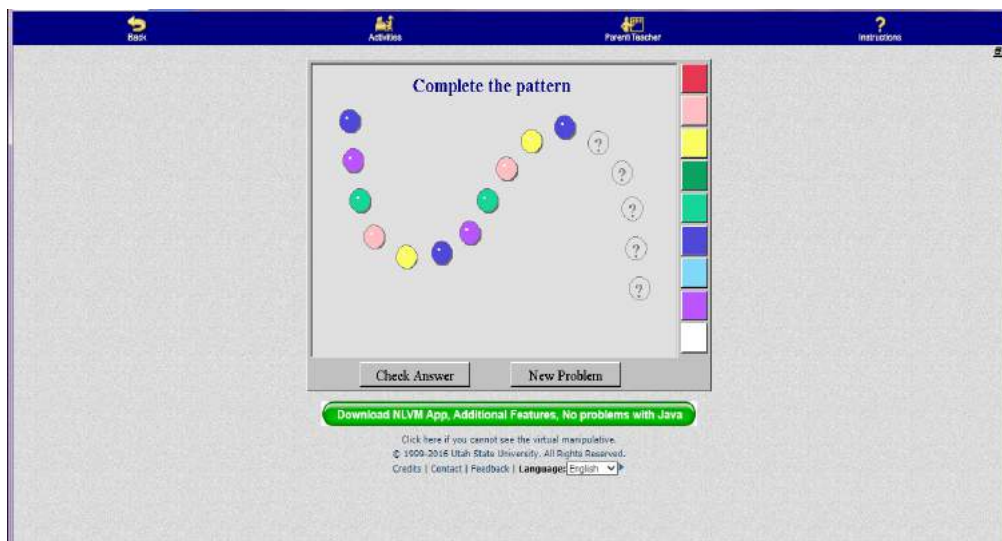 Back
Activities
Parent/Teacher
Instructions
Complete the pattern
?
?
?
?
?
Check Answer
New Problem
Download NLVM App, Additional Features, No problems with Java
Click here if you cannot see the virtual manipulative.
© 1999-2016 Utah State University. All Rights Reserved.
Credits | Contact | Feedback | Language: English